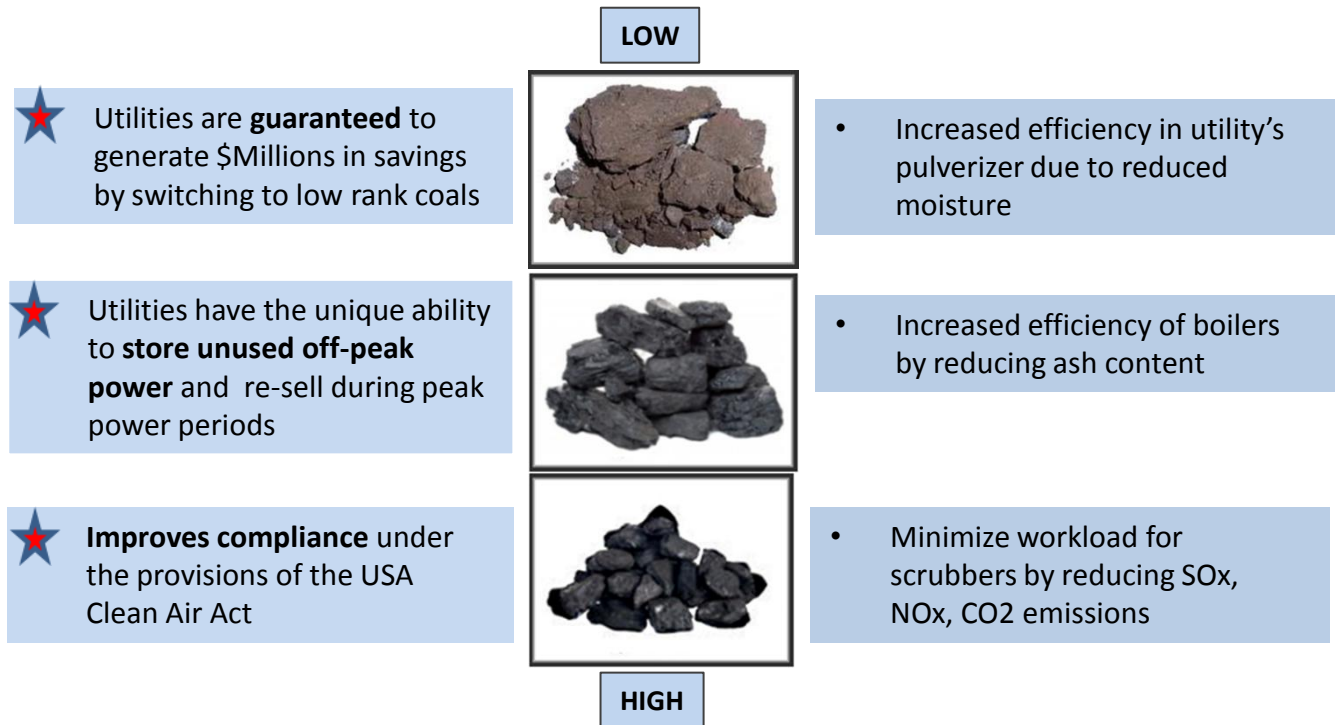 LOW
Utilities are guaranteed to
generate $Millions in savings
by switching to low rank coals
• Increased efficiency in utility’s
pulverizer due to reduced
moisture
Utilities have the unique ability
to store unused off-peak
power and re-sell during peak
power periods
• Increased efficiency of boilers
by reducing ash content
Improves compliance under
the provisions of the USA
Clean Air Act
• Minimize workload for
scrubbers by reducing SOx,
NOx, CO2 emissions
HIGH